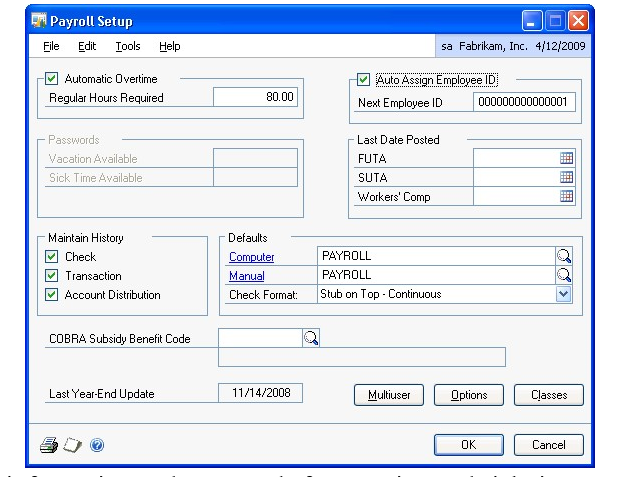 Payroll Setup
File Edit Tools Help
sa Fabrikam, Inc. 4/12/2009
Automatic Overtime
Regular Hours Required 80.00
Auto Assign Employee ID
Next Employee ID 000000000000001
Passwords
Vacation Available
Sick Time Available
Last Date Posted
FUTA
SUTA
Workers' Comp
Maintain History
Check
Transaction
Account Distribution
Defaults
Computer PAYROLL
Manual PAYROLL
Check Format: Stub on Top - Continuous
COBRA Subsidy Benefit Code
Last Year-End Update 11/14/2008
Multiuser Options Classes
OK Cancel